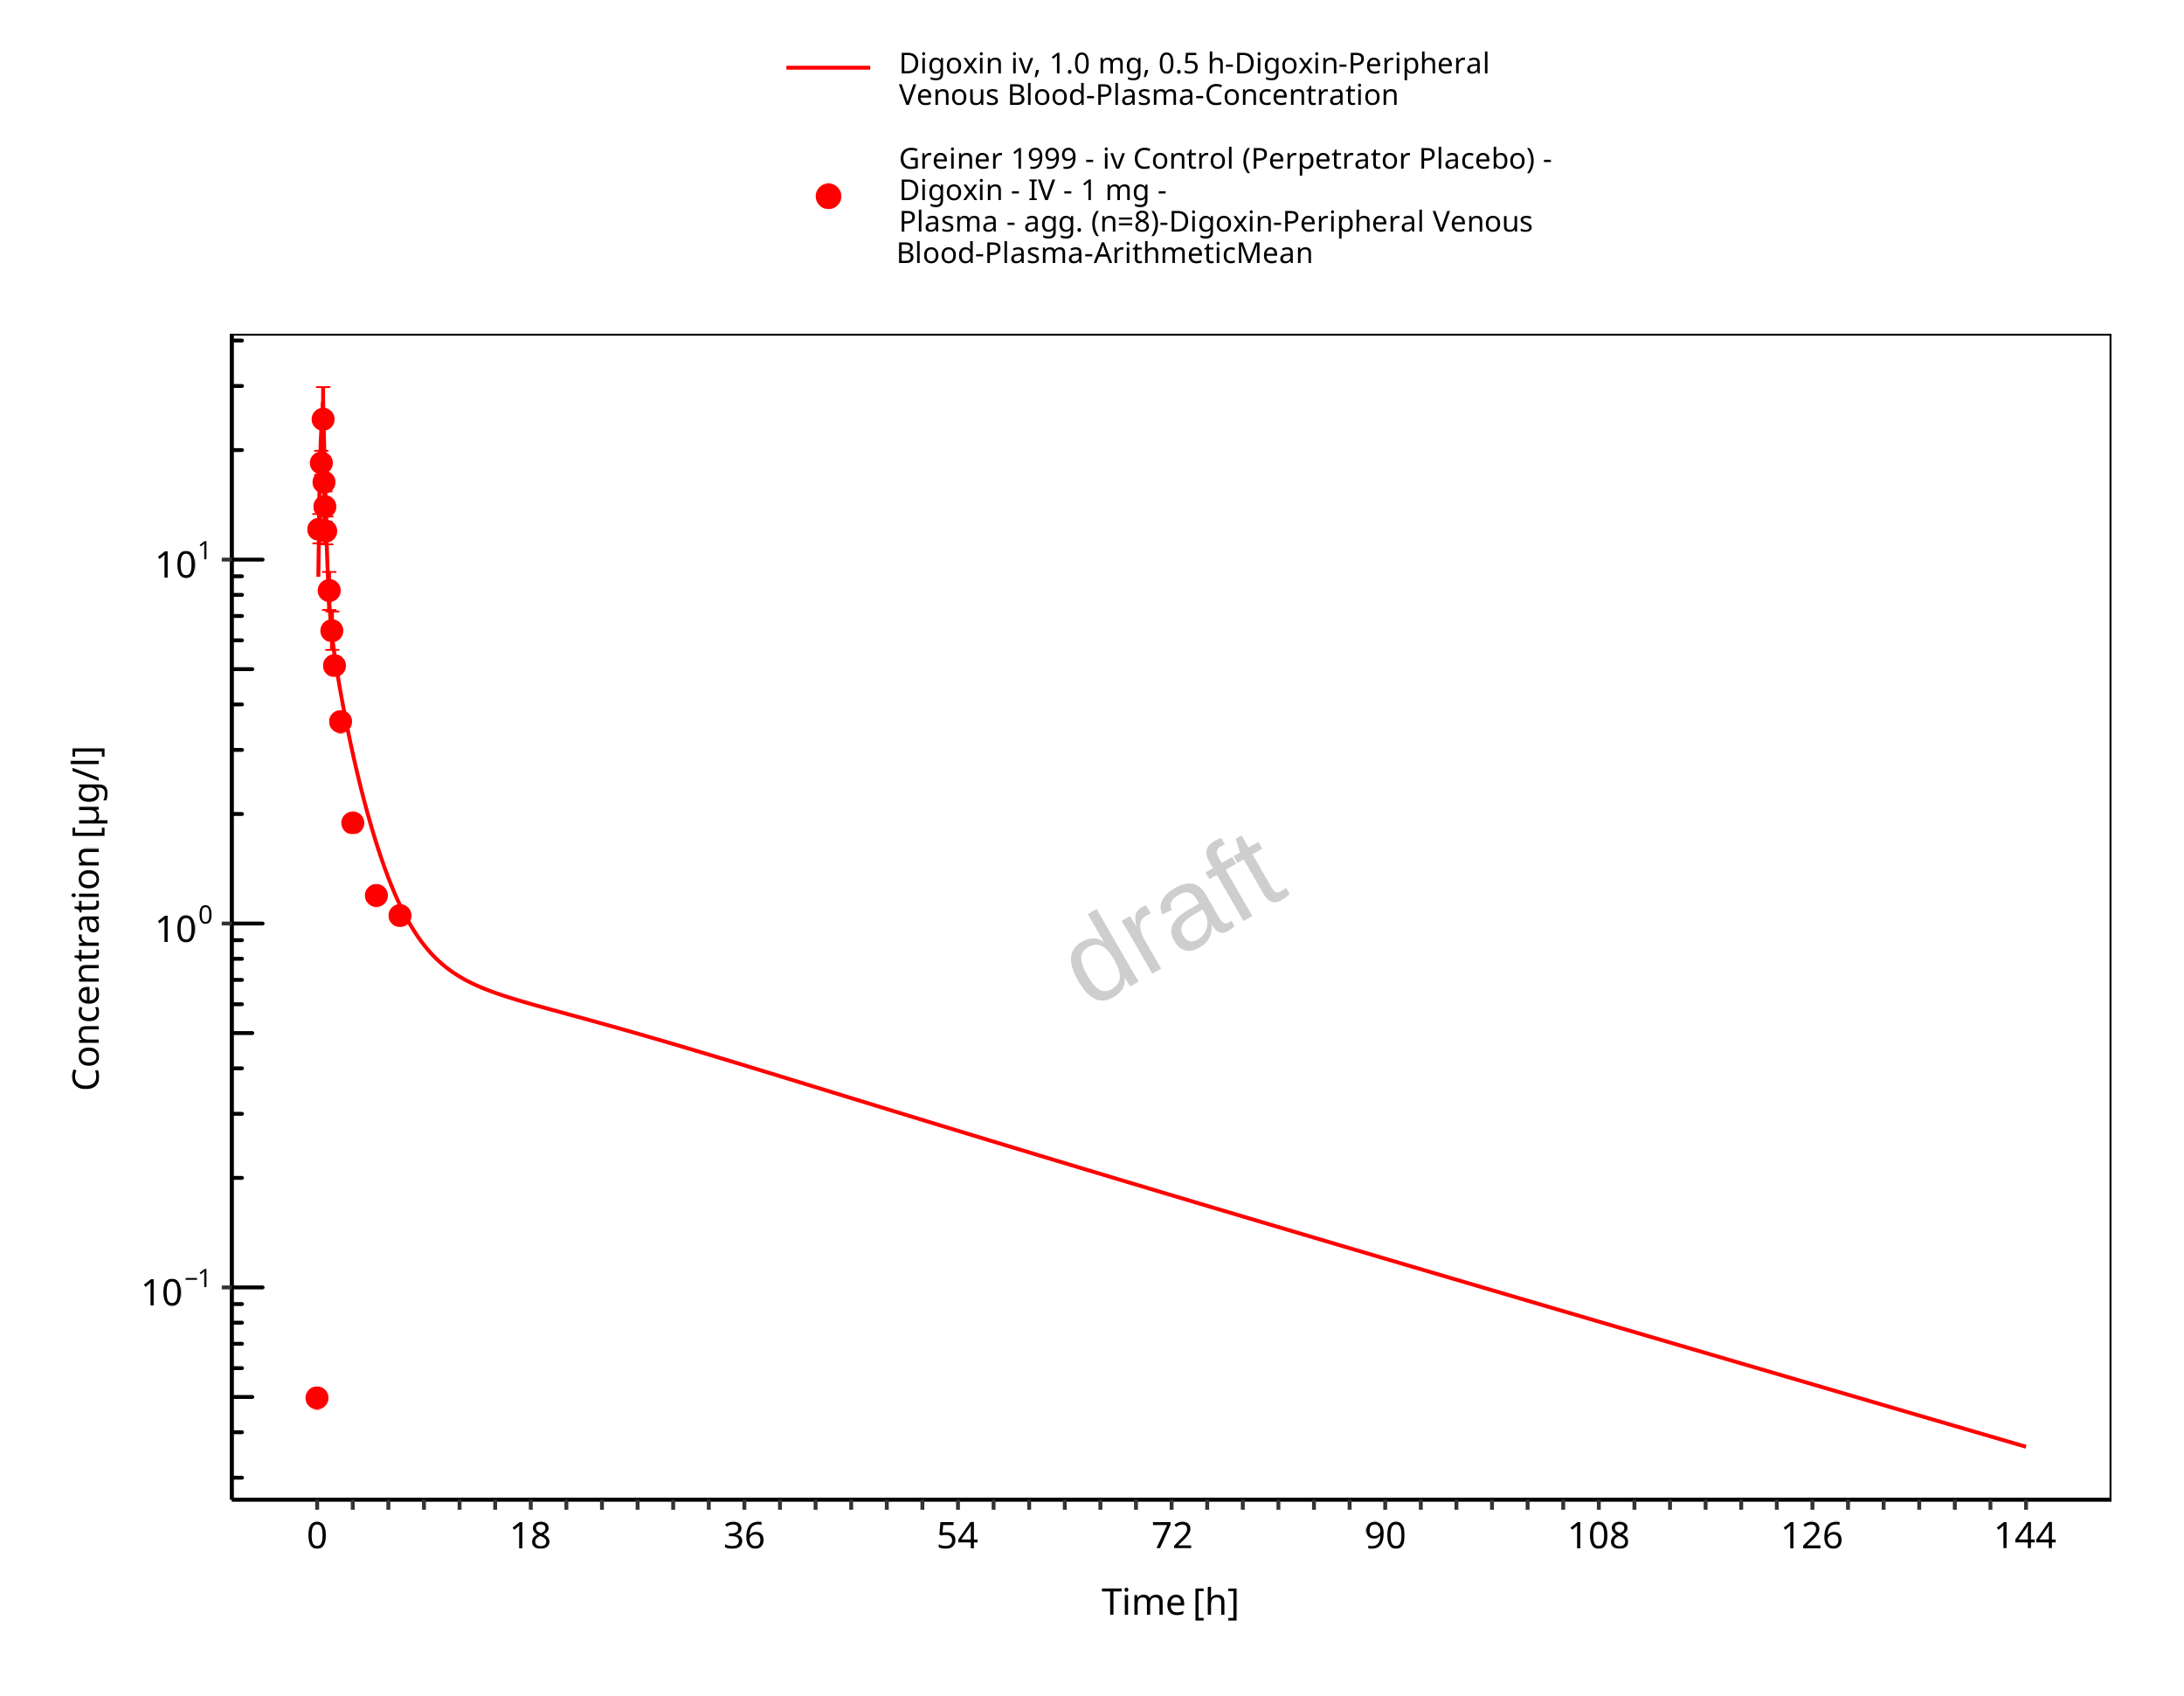 Digoxin iv, 1.0 mg, 0.5 h-Digoxin-Peripheral
Venous Blood-Plasma-Concentration
Greiner 1999 - iv Control (Perpetrator Placebo) -
Digoxin - IV - 1 mg -
Plasma - agg. (n=8)-Digoxin-Peripheral Venous
Blood-Plasma-ArithmeticMean
10¹
10⁰
10⁻¹
Concentration [µg/l]
draft
0 18 36 54 72 90 108 126 144
Time [h]